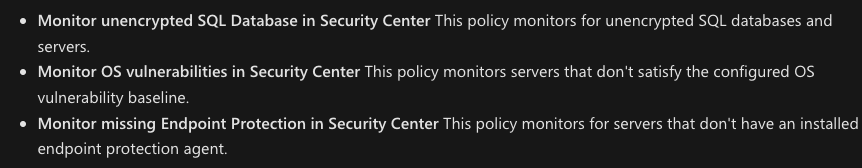 • Monitor unencrypted SQL Database in Security Center This policy monitors for unencrypted SQL databases and
servers.
• Monitor OS vulnerabilities in Security Center This policy monitors servers that don't satisfy the configured OS
vulnerability baseline.
• Monitor missing Endpoint Protection in Security Center This policy monitors for servers that don't have an installed
endpoint protection agent.